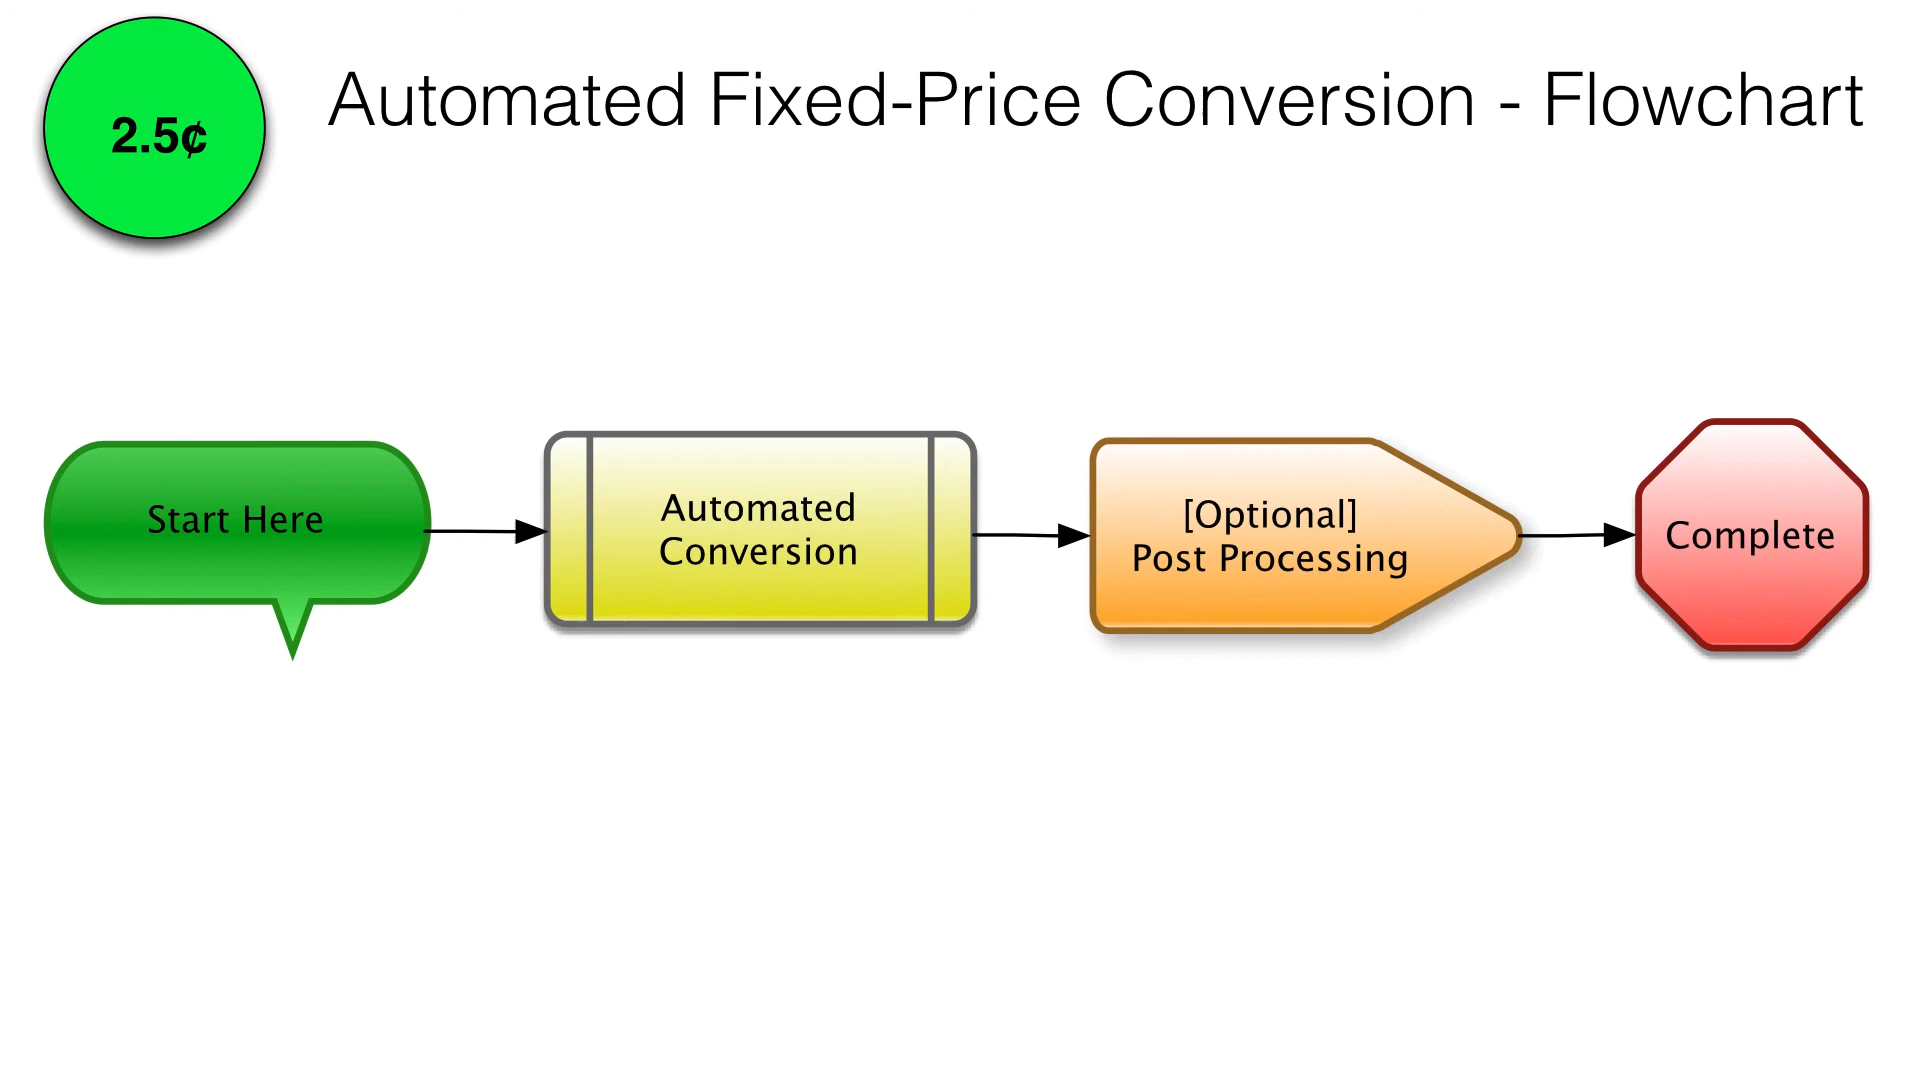 2.5¢
Automated Fixed-Price Conversion - Flowchart
Start Here
Automated
Conversion
[Optional]
Post Processing
Complete